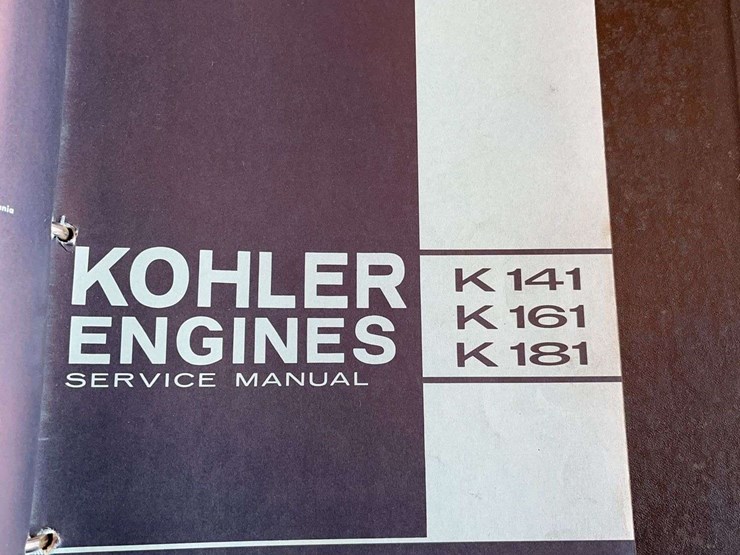 KOHLER
ENGINES
SERVICE MANUAL
K 141
K 161
K 181